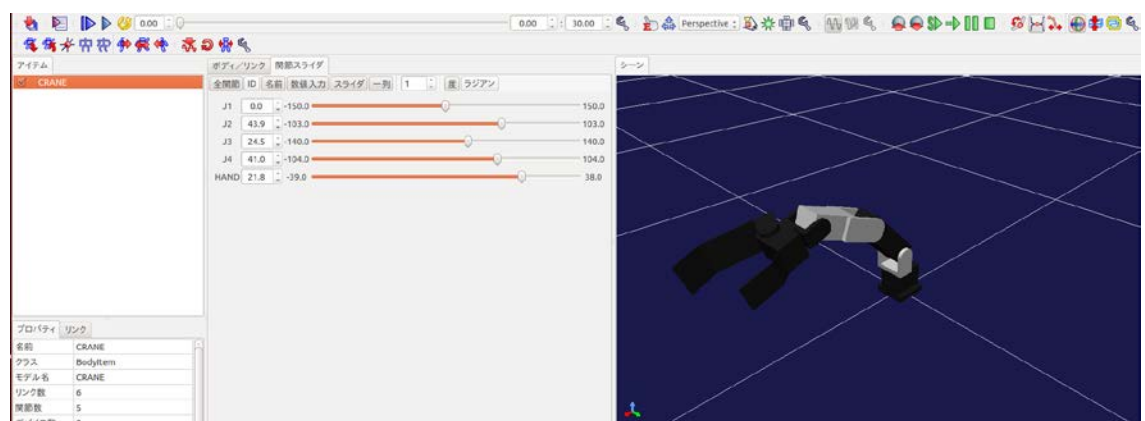 0.00 0.00 : 30.00 Perspective
アイテム
CRANE
ボディ/リンク 関節スライダ
全関節 ID 名前 数値入力 スライダ 一列 1 度 ラジアン
J1 0.0 -150.0 150.0
J2 43.9 -103.0 103.0
J3 24.5 -140.0 140.0
J4 41.0 -104.0 104.0
HAND 21.8 -39.0 38.0
シーン
プロパティ リンク
名前 CRANE
クラス BodyItem
モデル名 CRANE
リンク数 6
関節数 5